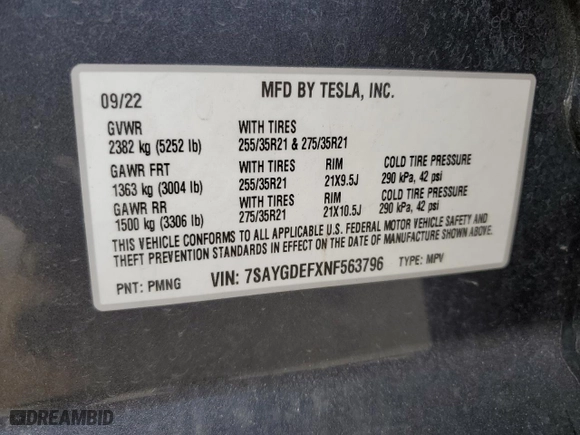 MFD BY TESLA, INC.
09/22
GVWR WITH TIRES
2382 kg (5252 lb) 255/35R21 & 275/35R21
GAWR FRT WITH TIRES RIM COLD TIRE PRESSURE
1363 kg (3004 lb) 255/35R21 21X9.5J 290 kPa, 42 psi
GAWR RR WITH TIRES RIM COLD TIRE PRESSURE
1500 kg (3306 lb) 275/35R21 21X10.5J 290 kPa, 42 psi
THIS VEHICLE CONFORMS TO ALL APPLICABLE U.S. FEDERAL MOTOR VEHICLE SAFETY AND
THEFT PREVENTION STANDARDS IN EFFECT ON THE DATE OF MANUFACTURE SHOWN ABOVE.
PNT: PMNG VIN: 7SAYGDEFXNF563796 TYPE: MPV
DREAMBID